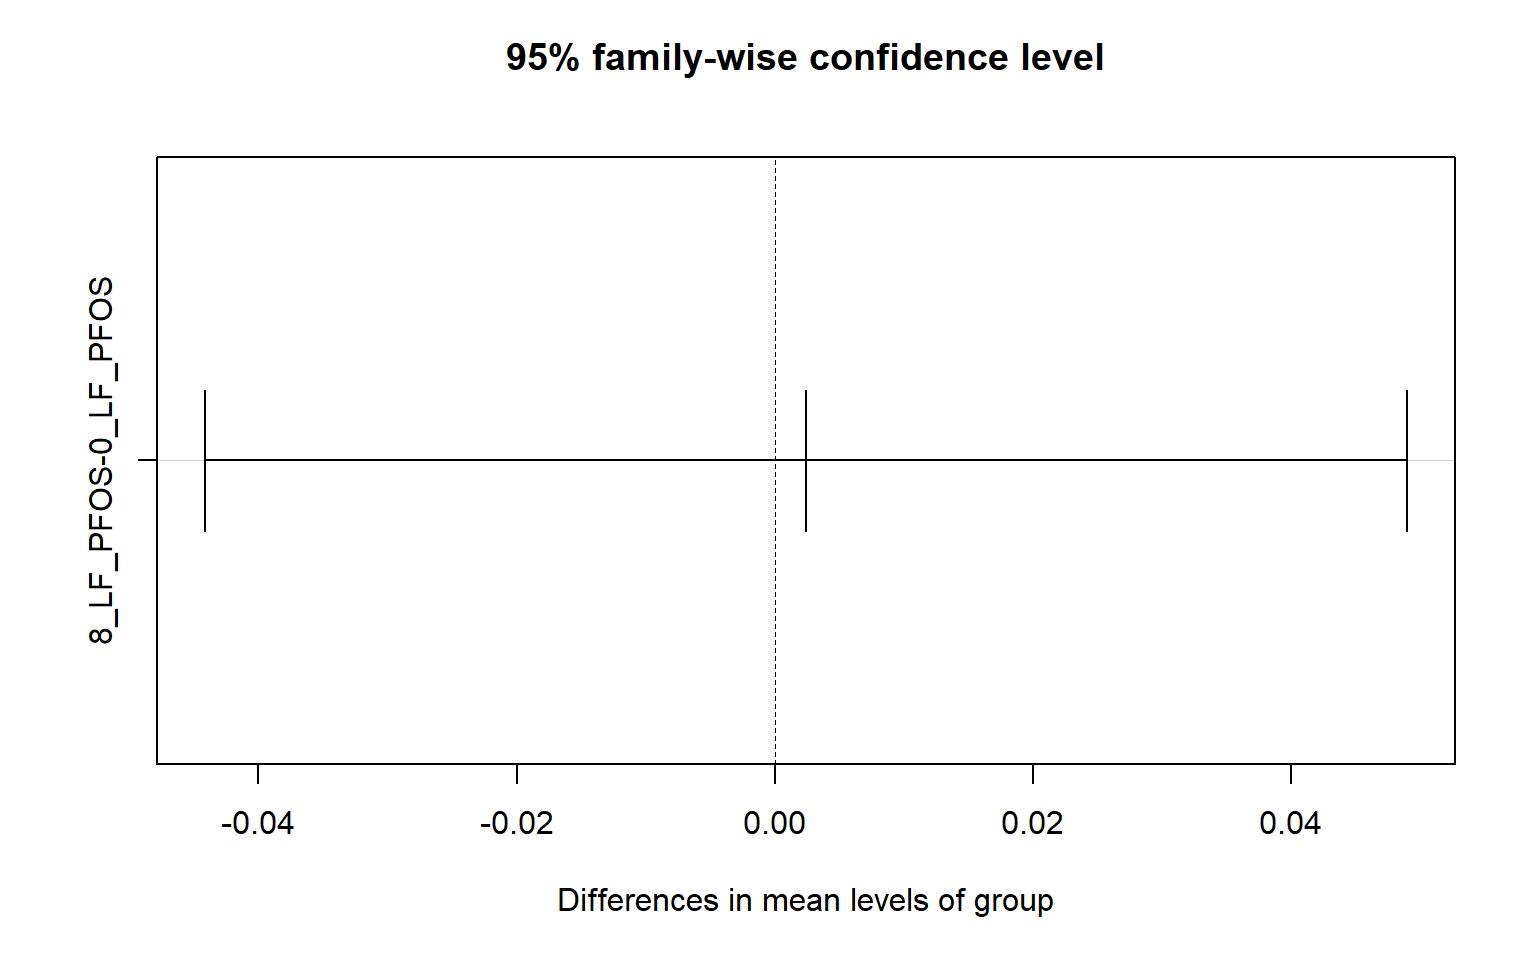 95% family-wise confidence level
8_LF_PFOS-0_LF_PFOS
-0.04 -0.02 0.00 0.02 0.04
Differences in mean levels of group